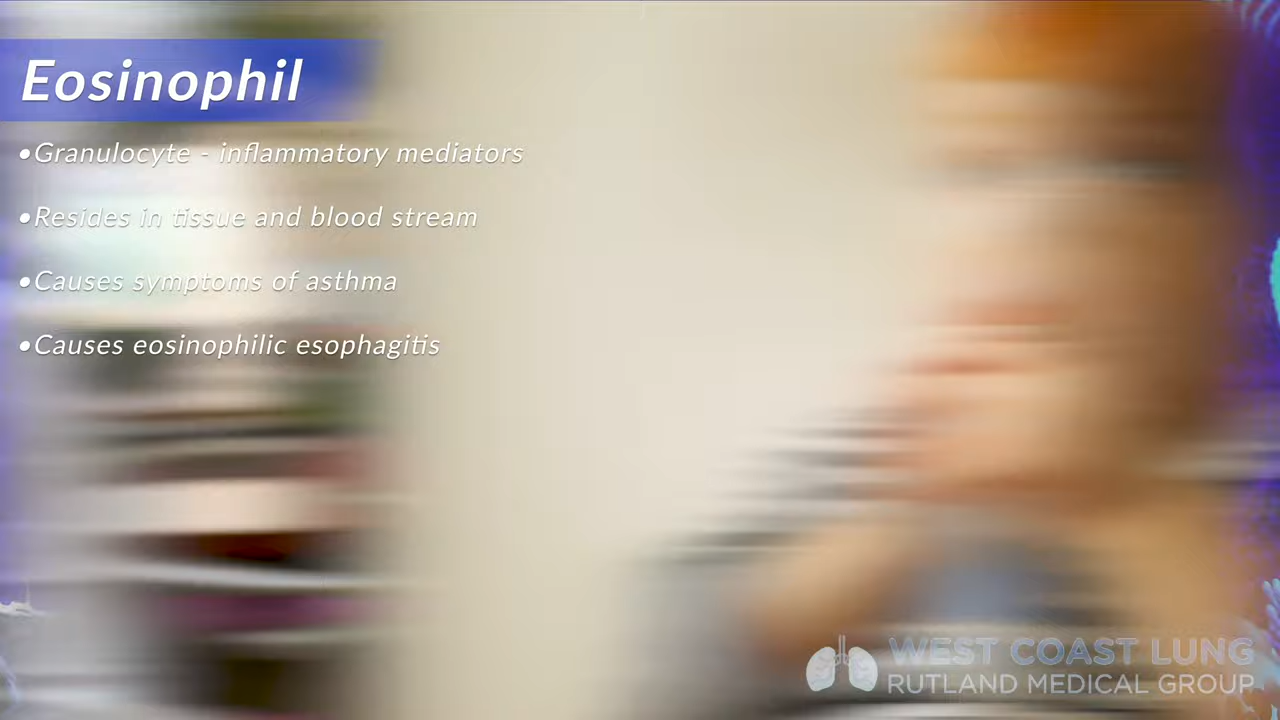 Eosinophil
•Granulocyte - inflammatory mediators
•Resides in tissue and blood stream
•Causes symptoms of asthma
•Causes eosinophilic esophagitis
WEST COAST LUNG
RUTLAND MEDICAL GROUP